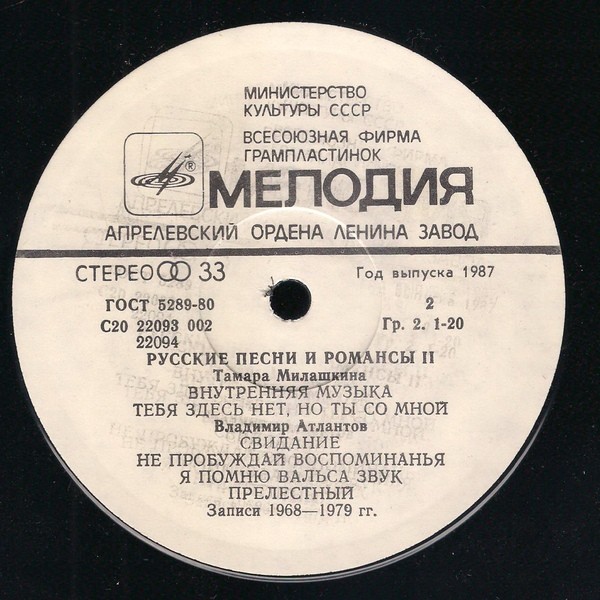 МИНИСТЕРСТВО
КУЛЬТУРЫ СССР
ВСЕСОЮЗНАЯ ФИРМА
ГРАМПЛАСТИНОК
®
МЕЛОДИЯ
АПРЕЛЕВСКИЙ ОРДЕНА ЛЕНИНА ЗАВОД
СТЕРЕО 33 Год выпуска 1987
ГОСТ 5289-80 2
С20 22093 002 Гр. 2. 1-20
22094
РУССКИЕ ПЕСНИ И РОМАНСЫ II
Тамара Милашкина
ВНУТРЕННЯЯ МУЗЫКА
ТЕБЯ ЗДЕСЬ НЕТ, НО ТЫ СО МНОЙ
Владимир Атлантов
СВИДАНИЕ
НЕ ПРОБУЖДАЙ ВОСПОМИНАНЬЯ
Я ПОМНЮ ВАЛЬСА ЗВУК
ПРЕЛЕСТНЫЙ
Записи 1968—1979 гг.